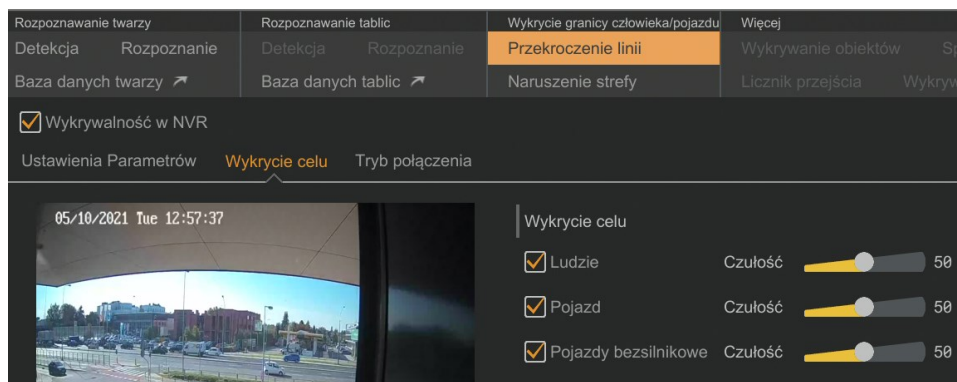 Rozpoznawanie twarzy Rozpoznawanie tablic Wykrycie granicy człowieka/pojazdu Więcej
Detekcja Rozpoznanie Detekcja Rozpoznanie Przekroczenie linii Wykrywanie obiektów Sp
Baza danych twarzy Baza danych tablic Naruszenie strefy Licznik przejścia Wykryw
Wykrywalność w NVR
Ustawienia Parametrów Wykrycie celu Tryb połączenia
05/10/2021 Tue 12:57:37
Wykrycie celu
Ludzie Czułość 50
Pojazd Czułość 50
Pojazdy bezsilnikowe Czułość 50